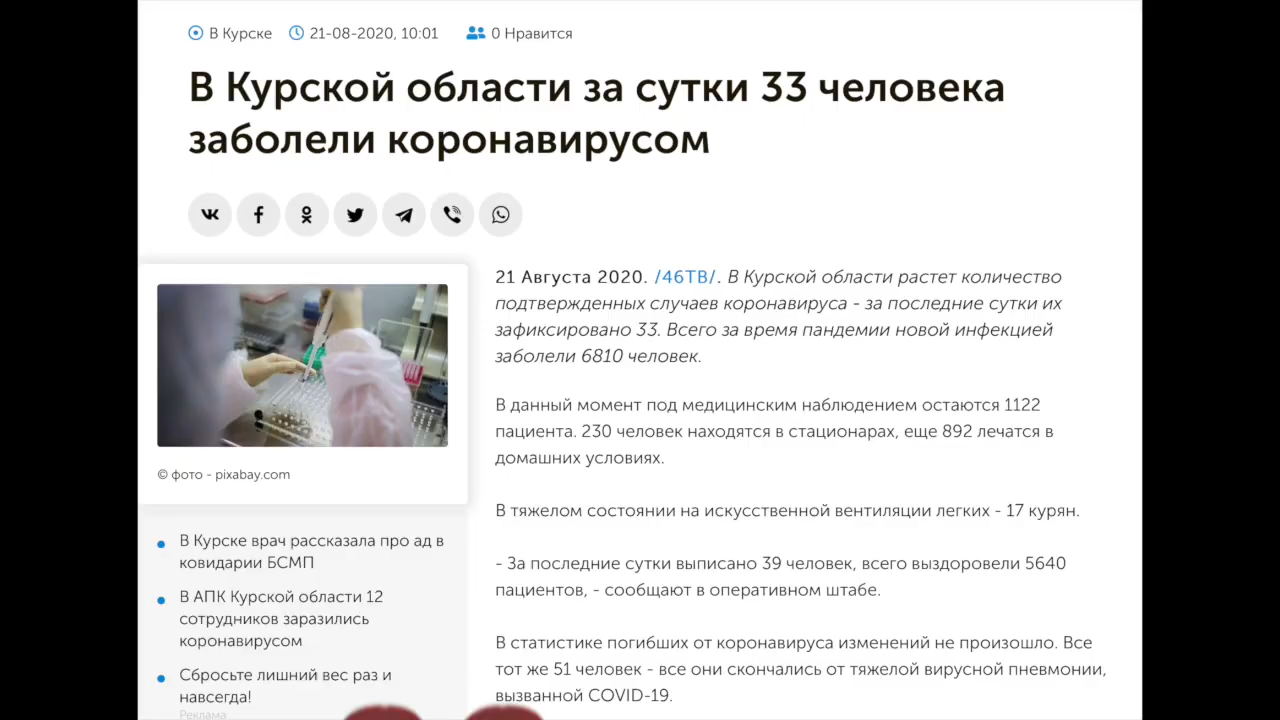 В Курске 21-08-2020, 10:01 0 Нравится
В Курской области за сутки 33 человека
заболели коронавирусом
21 Августа 2020. /46ТВ/. В Курской области растет количество
подтвержденных случаев коронавируса - за последние сутки их
зафиксировано 33. Всего за время пандемии новой инфекцией
заболели 6810 человек.
В данный момент под медицинским наблюдением остаются 1122
пациента. 230 человек находятся в стационарах, еще 892 лечатся в
домашних условиях.
В тяжелом состоянии на искусственной вентиляции легких - 17 курян.
- За последние сутки выписано 39 человек, всего выздоровели 5640
пациентов, - сообщают в оперативном штабе.
В статистике погибших от коронавируса изменений не произошло. Все
тот же 51 человек - все они скончались от тяжелой вирусной пневмонии,
вызванной COVID-19.
© фото - pixabay.com
В Курске врач рассказала про ад в
ковидарии БСМП
В АПК Курской области 12
сотрудников заразились
коронавирусом
Сбросьте лишний вес раз и
навсегда!
Реклама